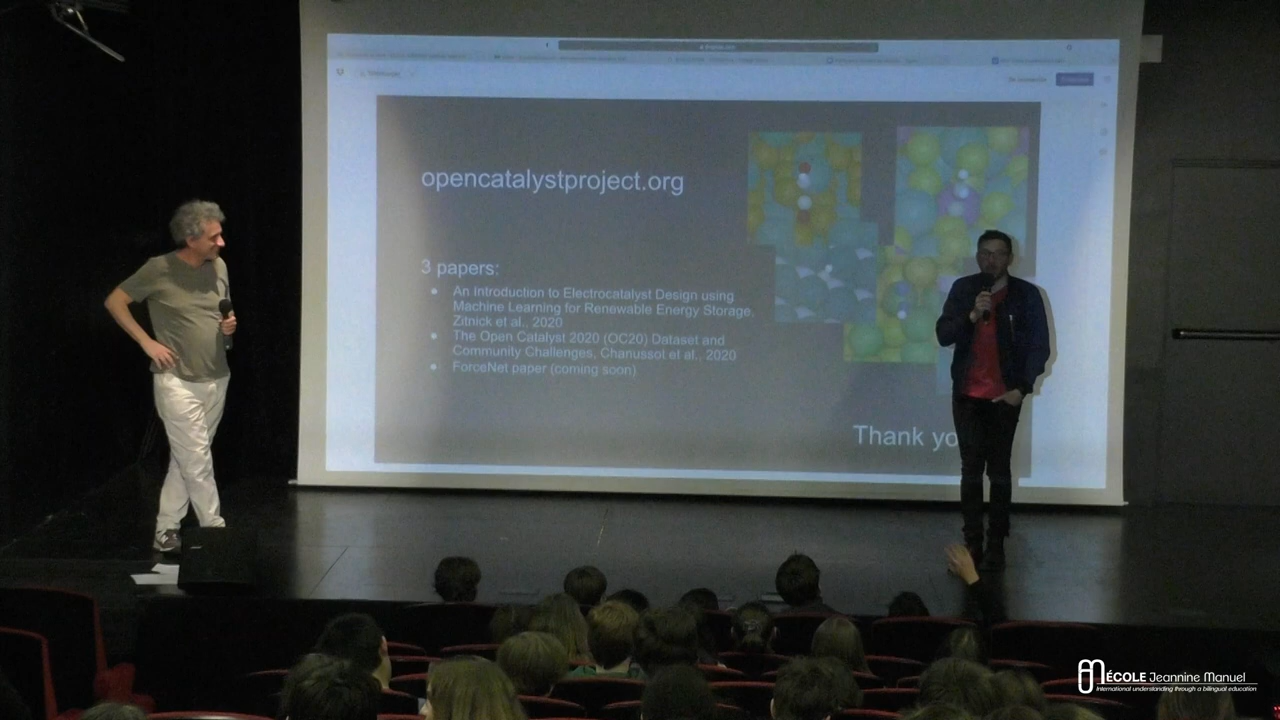 opencatalystproject.org
3 papers:
An Introduction to Electrocatalyst Design using
Machine Learning for Renewable Energy Storage,
Zitnick et al., 2020
The Open Catalyst 2020 (OC20) Dataset and
Community Challenges, Chanussot et al., 2020
ForceNet paper (coming soon)
Thank yo
ÉCOLE Jeannine Manuel
International understanding through a bilingual education